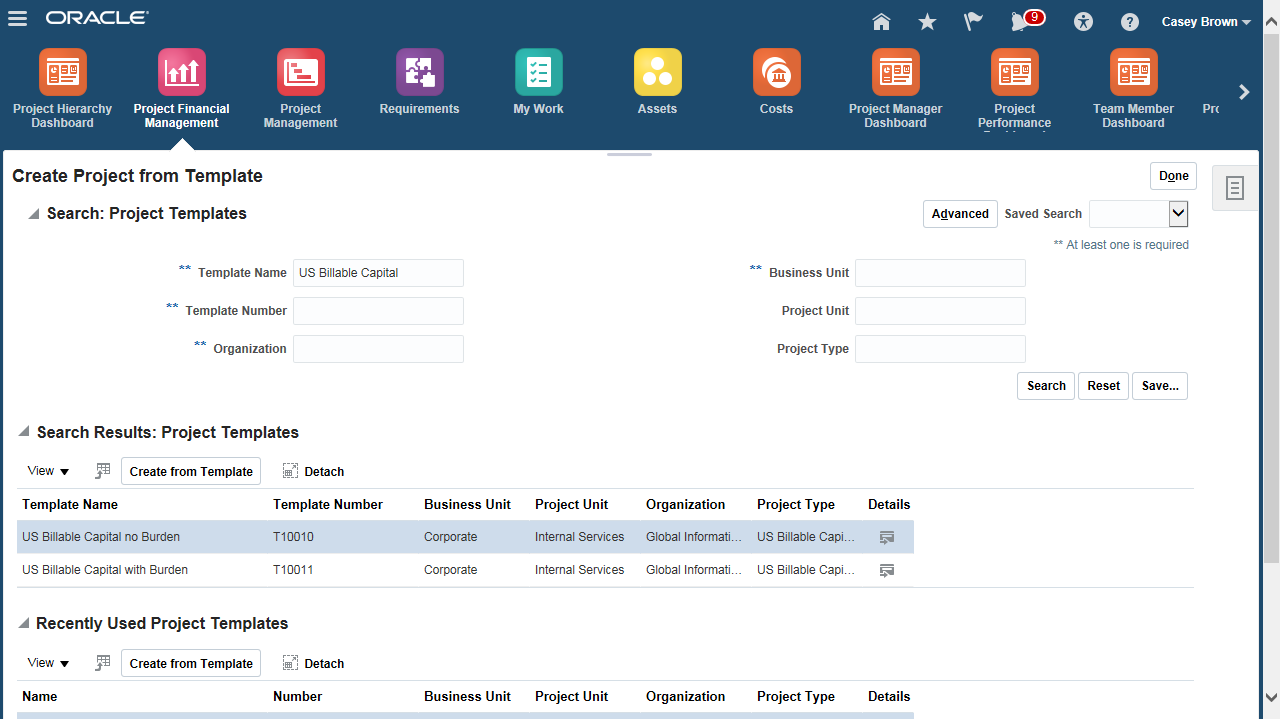 ORACLE
9
Casey Brown
Project Hierarchy Dashboard
Project Financial Management
Project Management
Requirements
My Work
Assets
Costs
Project Manager Dashboard
Project Performance
Team Member Dashboard
Create Project from Template
Done
Search: Project Templates
Advanced Saved Search
** At least one is required
** Template Name US Billable Capital
** Business Unit
** Template Number
Project Unit
** Organization
Project Type
Search Reset Save...
Search Results: Project Templates
View Create from Template Detach
Template Name Template Number Business Unit Project Unit Organization Project Type Details
US Billable Capital no Burden T10010 Corporate Internal Services Global Informati... US Billable Capi...
US Billable Capital with Burden T10011 Corporate Internal Services Global Informati... US Billable Capi...
Recently Used Project Templates
View Create from Template Detach
Name Number Business Unit Project Unit Organization Project Type Details